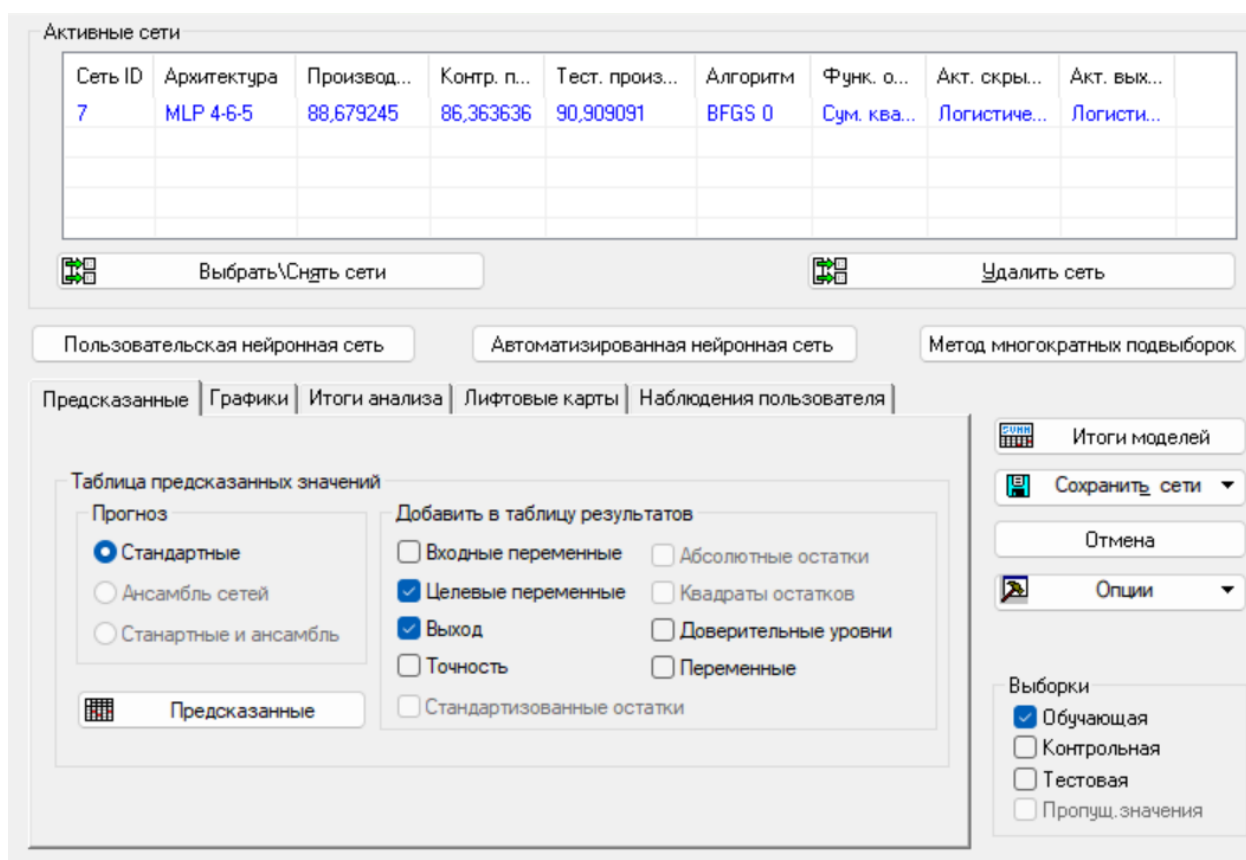 Активные сети
Сеть ID Архитектура Производ... Контр. п... Тест. произ... Алгоритм Функ. о... Акт. скры... Акт. вых...
7 MLP 4-6-5 88,679245 86,363636 90,909091 BFGS 0 Сум. ква... Логистиче... Логисти...
Выбрать\Снять сети Удалить сеть
Пользовательская нейронная сеть Автоматизированная нейронная сеть Метод многократных подвыборок
Предсказанные Графики Итоги анализа Лифтовые карты Наблюдения пользователя
Итоги моделей
Таблица предсказанных значений Сохранить сети
Прогноз Добавить в таблицу результатов
Отмена
Стандартные Входные переменные Абсолютные остатки
Ансамбль сетей Целевые переменные Квадраты остатков Опции
Станартные и ансамбль Выход Доверительные уровни
Точность Переменные
Предсказанные Стандартизованные остатки
Выборки
Обучающая
Контрольная
Тестовая
Пропущ.значения